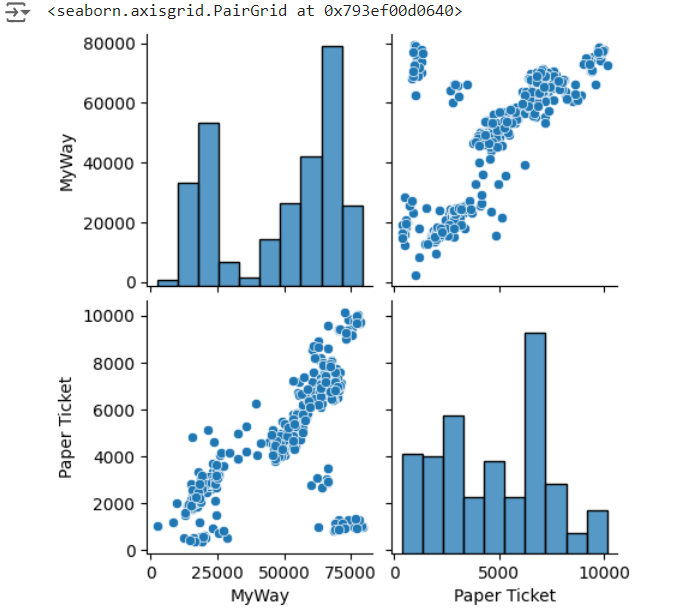 <seaborn.axisgrid.PairGrid at 0x793ef00d0640>
80000
60000
40000
20000
0
MyWay
10000
8000
6000
4000
2000
0
Paper Ticket
0 25000 50000 75000
MyWay
0 5000 10000
Paper Ticket